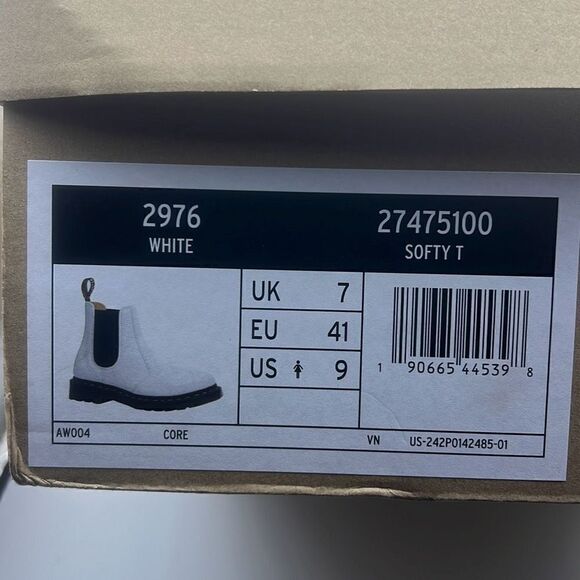 2976
WHITE
27475100
SOFTY T
UK 7
EU 41
US 9
1 90665 44539 8
AW004 CORE VN US-242P0142485-01